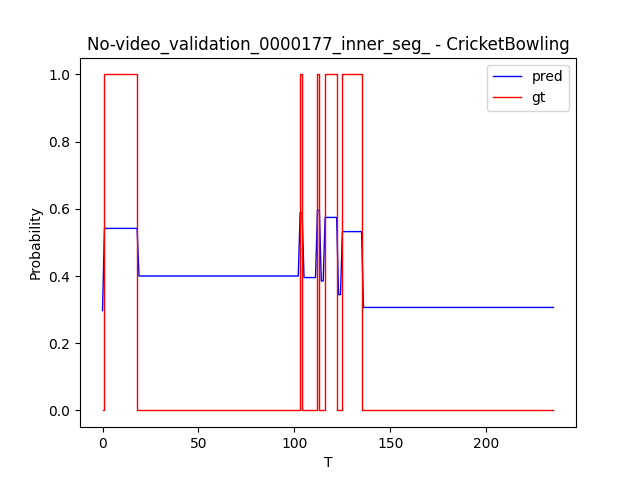 No-video_validation_0000177_inner_seg_ - CricketBowling
pred
gt
1.0
0.8
0.6
0.4
0.2
0.0
Probability
0
50
100
150
200
T